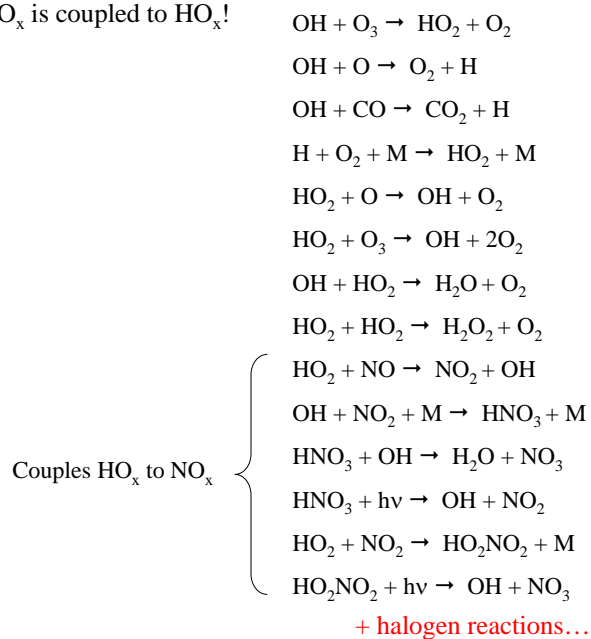 Oₓ is coupled to HOₓ!
OH + O₃ → HO₂ + O₂
OH + O → O₂ + H
OH + CO → CO₂ + H
H + O₂ + M → HO₂ + M
HO₂ + O → OH + O₂
HO₂ + O₃ → OH + 2O₂
OH + HO₂ → H₂O + O₂
HO₂ + HO₂ → H₂O₂ + O₂
HO₂ + NO → NO₂ + OH
OH + NO₂ + M → HNO₃ + M
Couples HOₓ to NOₓ
HNO₃ + OH → H₂O + NO₃
HNO₃ + hν → OH + NO₂
HO₂ + NO₂ → HO₂NO₂ + M
HO₂NO₂ + hν → OH + NO₃
+ halogen reactions…